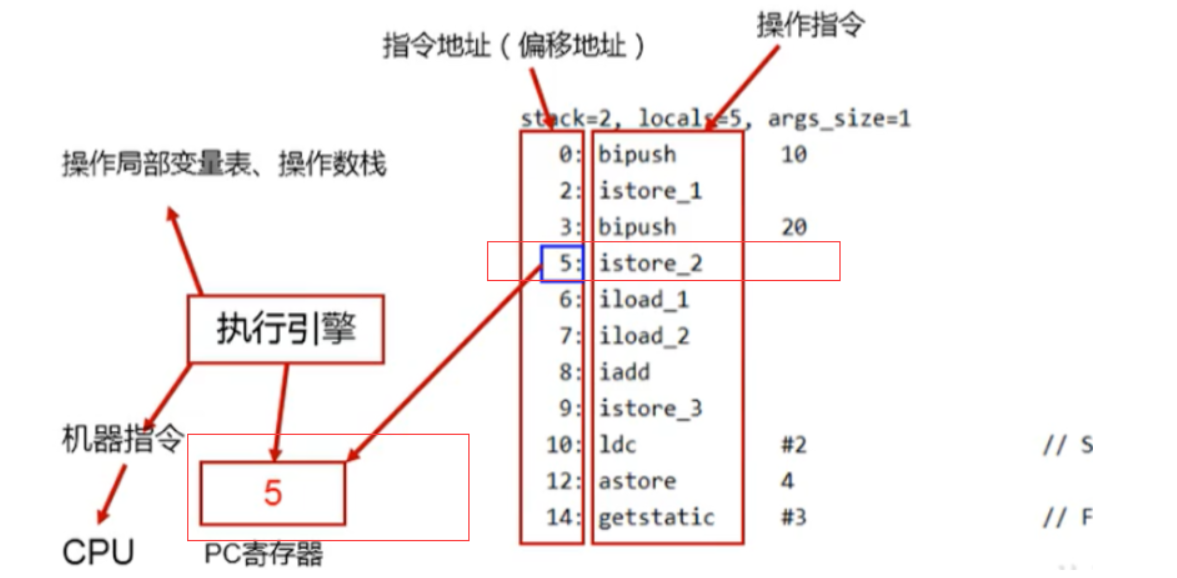 操作指令
指令地址（偏移地址）
stack=2, locals=5, args_size=1
0: bipush 10
操作局部变量表、操作数栈
2: istore_1
3: bipush 20
5: istore_2
6: iload_1
执行引擎
7: iload_2
8: iadd
9: istore_3
机器指令
10: ldc #2 // S
12: astore 4
5
14: getstatic #3 // F
CPU
PC寄存器